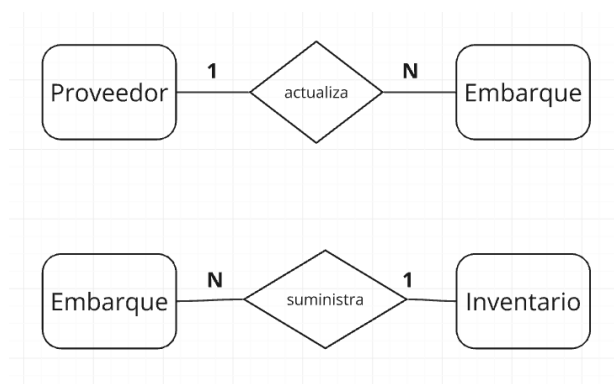 1 N
Proveedor actualiza Embarque
N 1
Embarque suministra Inventario